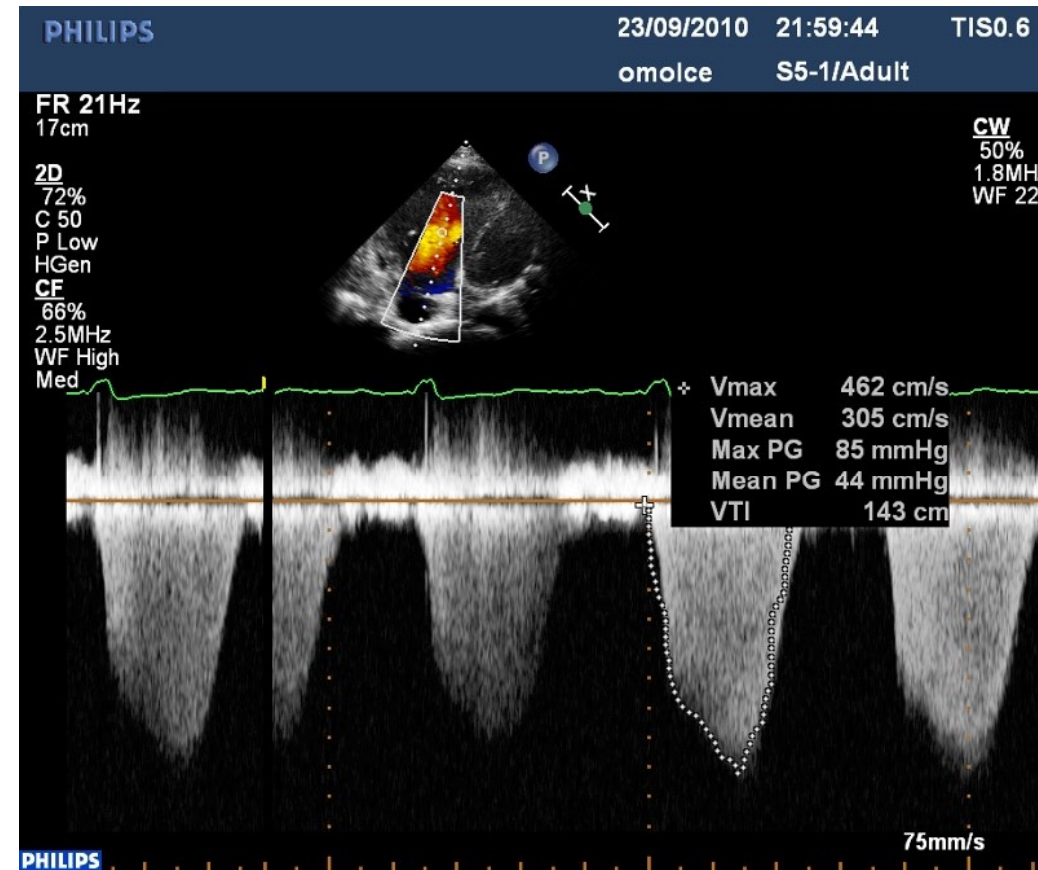 PHILIPS 23/09/2010 21:59:44 TIS0.6
omolce S5-1/Adult
FR 21Hz
17cm
2D
72%
C 50
P Low
HGen
CF
66%
2.5MHz
WF High
Med
P
X
CW
50%
1.8MH
WF 22
Vmax 462 cm/s
Vmean 305 cm/s
Max PG 85 mmHg
Mean PG 44 mmHg
VTI 143 cm
75mm/s
PHILIPS